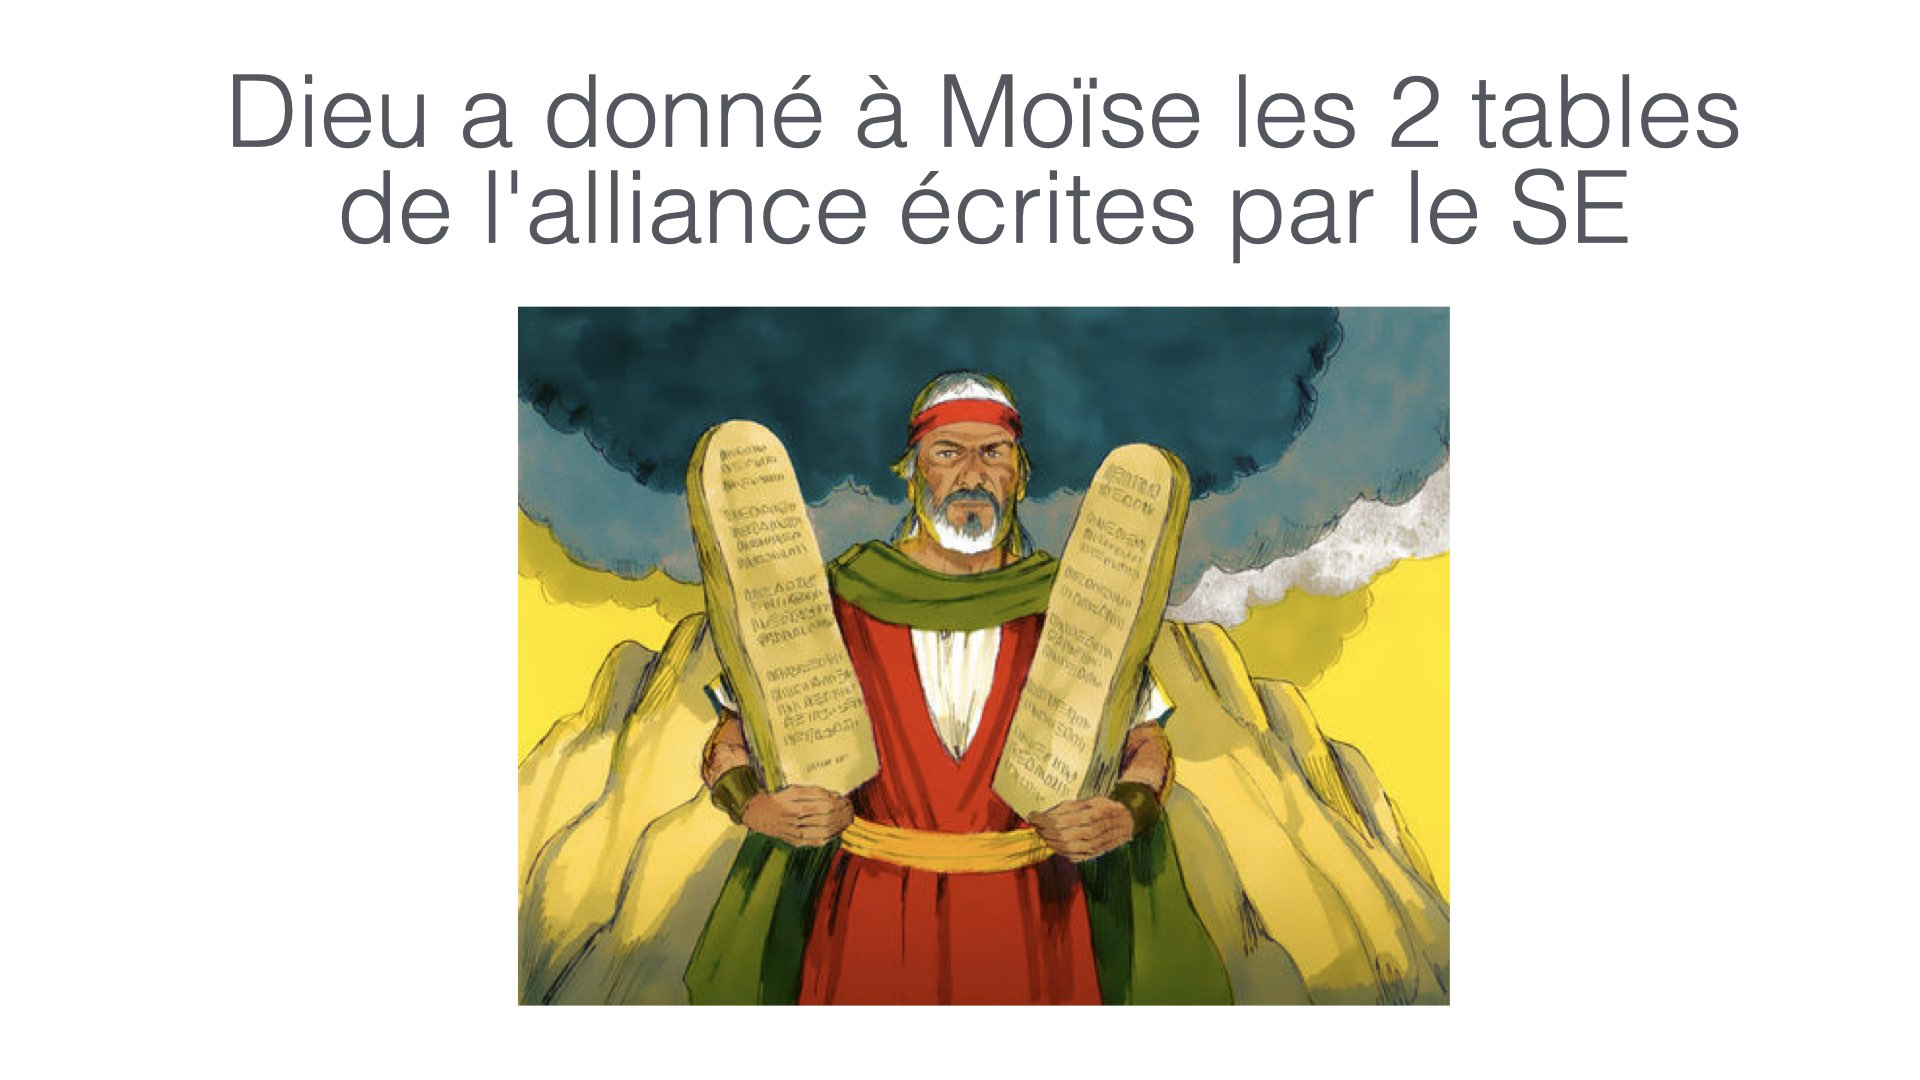 Dieu a donné à Moïse les 2 tables
de l'alliance écrites par le SE